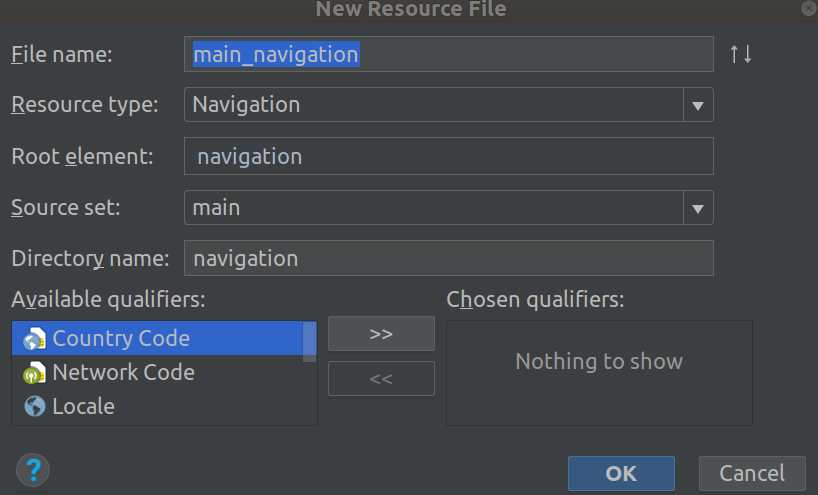 New Resource File
File name: main_navigation
Resource type: Navigation
Root element: navigation
Source set: main
Directory name: navigation
Available qualifiers: Chosen qualifiers:
Country Code >>
Nothing to show
Network Code <<
Locale
? OK Cancel